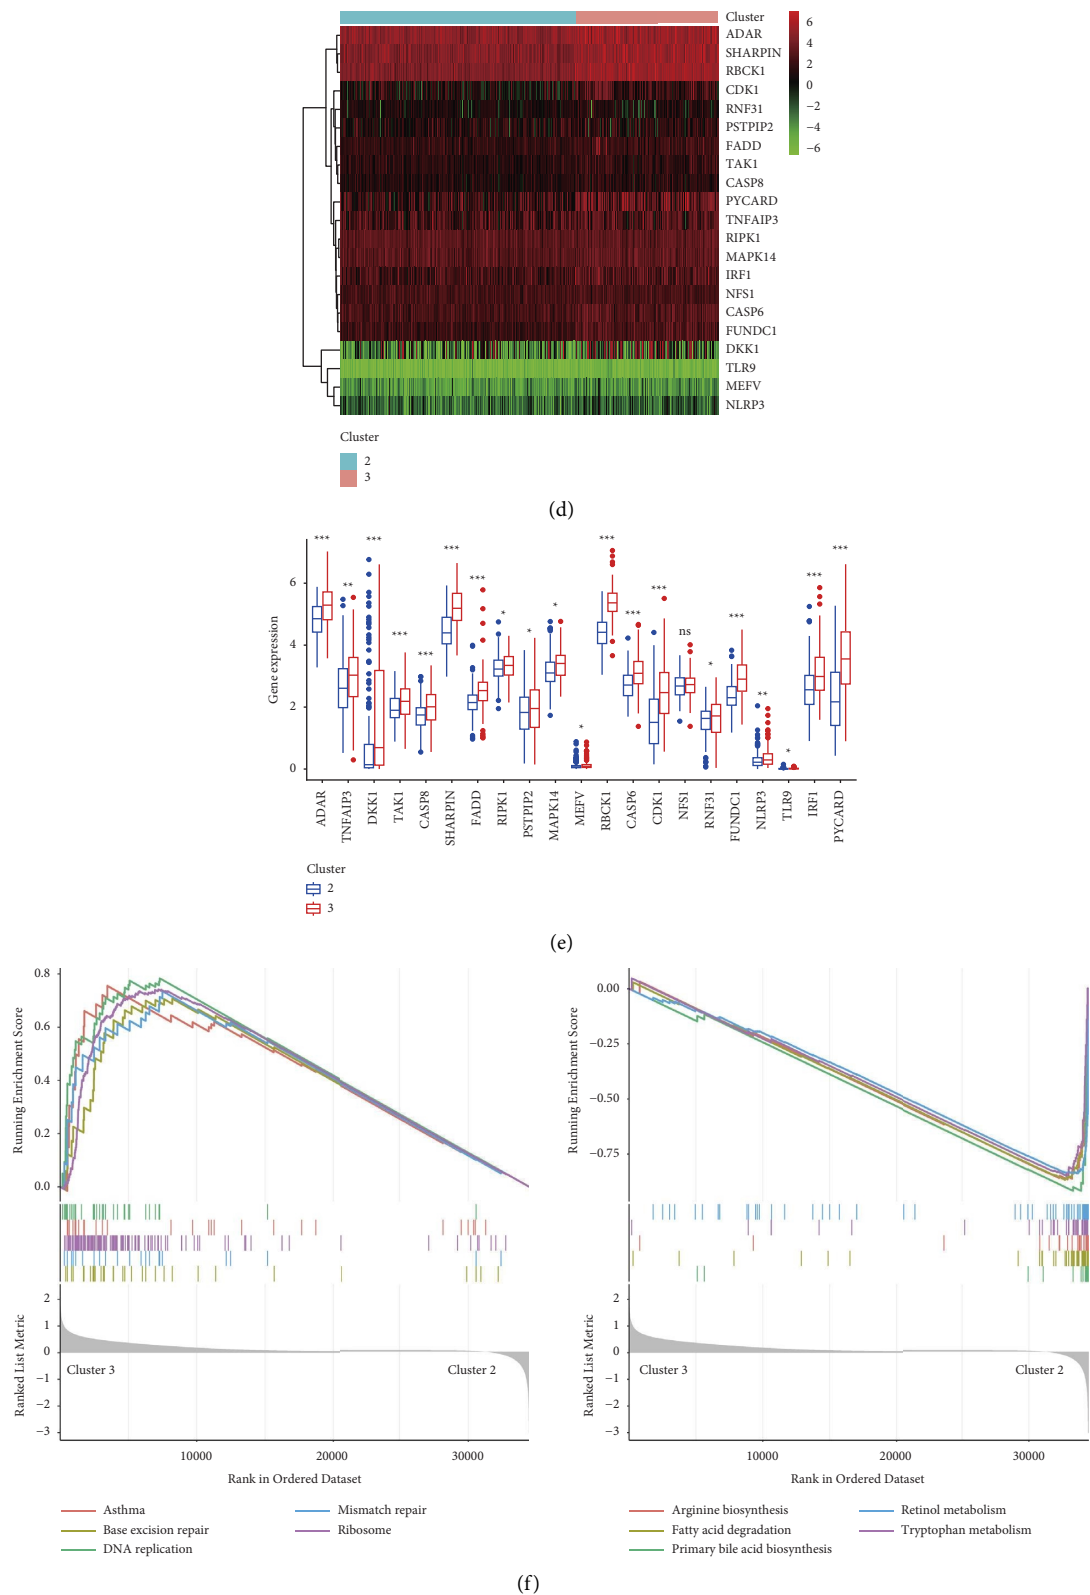 Cluster
ADAR
SHARPIN
RBCK1
CDK1
RNF31
PSTPIP2
FADD
TAK1
CASP8
PYCARD
TNFAIP3
RIPK1
MAPK14
IRF1
NFS1
CASP6
FUNDC1
DKK1
TLR9
MEFV
NLRP3
6
4
2
0
−2
−4
−6
Cluster
2
3
(d)
Gene expression
6
4
2
0
*** ** *** *** *** *** *** * * * * *** *** *** ns * *** ** * *** ***
ADAR
TNFAIP3
DKK1
TAK1
CASP8
SHARPIN
FADD
RIPK1
PSTPIP2
MAPK14
MEFV
RBCK1
CASP6
CDK1
NFS1
RNF31
FUNDC1
NLRP3
TLR9
IRF1
PYCARD
Cluster
2
3
(e)
Running Enrichment Score
0.8
0.6
0.4
0.2
0.0
Ranked List Metric
2
1
0
−1
−2
−3
Cluster 3
Cluster 2
10000 20000 30000
Rank in Ordered Dataset
Asthma
Base excision repair
DNA replication
Mismatch repair
Ribosome
Running Enrichment Score
0.00
−0.25
−0.50
−0.75
Ranked List Metric
2
1
0
−1
−2
−3
Cluster 3
Cluster 2
10000 20000 30000
Rank in Ordered Dataset
Arginine biosynthesis
Fatty acid degradation
Primary bile acid biosynthesis
Retinol metabolism
Tryptophan metabolism
(f)